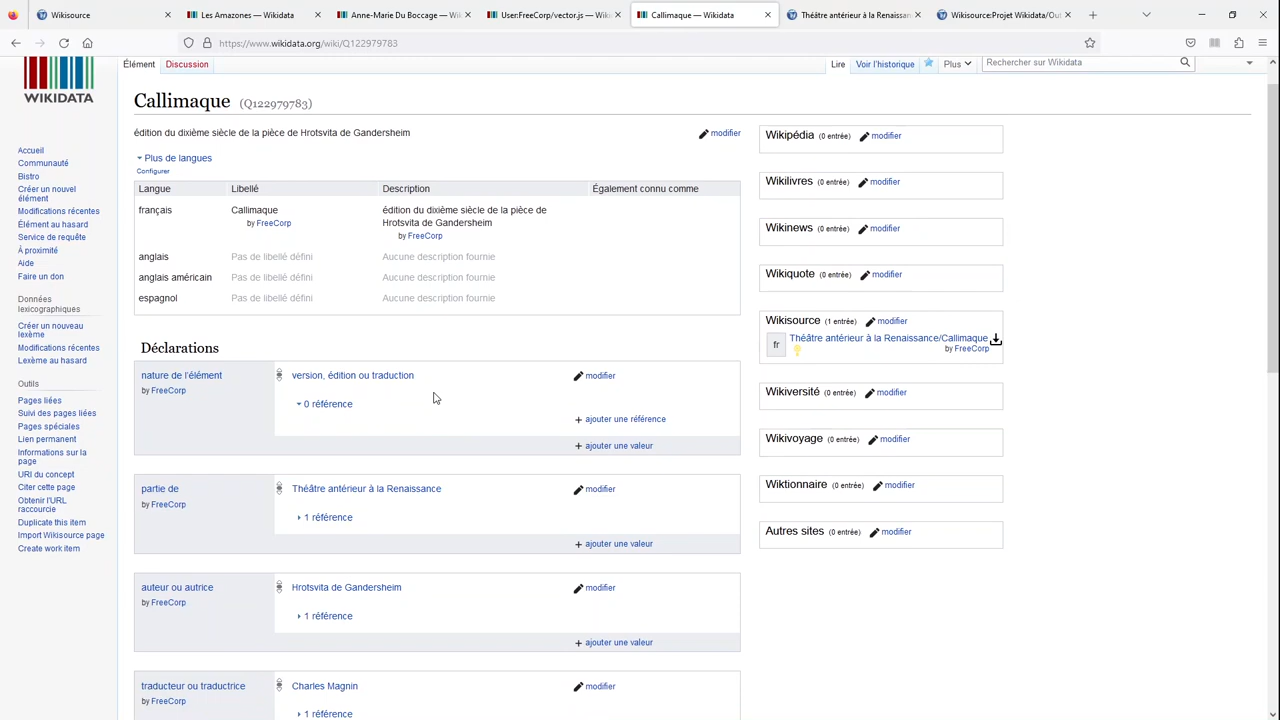 Wikisource
Les Amazones — Wikidata
Anne-Marie Du Boccage — Wiki
User:FreeCorp/vector.js — Wiki
Callimaque — Wikidata
Théâtre antérieur à la Renaissan
Wikisource:Projet Wikidata/Out
https://www.wikidata.org/wiki/Q122979783
WIKIDATA
Élément
Discussion
Lire
Voir l'historique
Plus
Rechercher sur Wikidata
Callimaque (Q122979783)
édition du dixième siècle de la pièce de Hrotsvita de Gandersheim
modifier
Plus de langues
Configurer
Langue Libellé Description Également connu comme
français Callimaque édition du dixième siècle de la pièce de
by FreeCorp Hrotsvita de Gandersheim
by FreeCorp
anglais Pas de libellé défini Aucune description fournie
anglais américain Pas de libellé défini Aucune description fournie
espagnol Pas de libellé défini Aucune description fournie
Déclarations
nature de l'élément
by FreeCorp
version, édition ou traduction
modifier
0 référence
+ ajouter une référence
+ ajouter une valeur
partie de
by FreeCorp
Théâtre antérieur à la Renaissance
modifier
1 référence
+ ajouter une valeur
auteur ou autrice
by FreeCorp
Hrotsvita de Gandersheim
modifier
1 référence
+ ajouter une valeur
traducteur ou traductrice
by FreeCorp
Charles Magnin
modifier
1 référence
Wikipédia (0 entrée) modifier
Wikilivres (0 entrée) modifier
Wikinews (0 entrée) modifier
Wikiquote (0 entrée) modifier
Wikisource (1 entrée) modifier
fr Théâtre antérieur à la Renaissance/Callimaque
by FreeCorp
Wikiversité (0 entrée) modifier
Wikivoyage (0 entrée) modifier
Wiktionnaire (0 entrée) modifier
Autres sites (0 entrée) modifier
Accueil
Communauté
Bistro
Créer un nouvel
élément
Modifications récentes
Élément au hasard
Service de requête
À proximité
Aide
Faire un don
Données
lexicographiques
Créer un nouveau
lexème
Modifications récentes
Lexème au hasard
Outils
Pages liées
Suivi des pages liées
Pages spéciales
Lien permanent
Informations sur la
page
URI du concept
Citer cette page
Obtenir l'URL
raccourcie
Duplicate this item
Import Wikisource page
Create work item